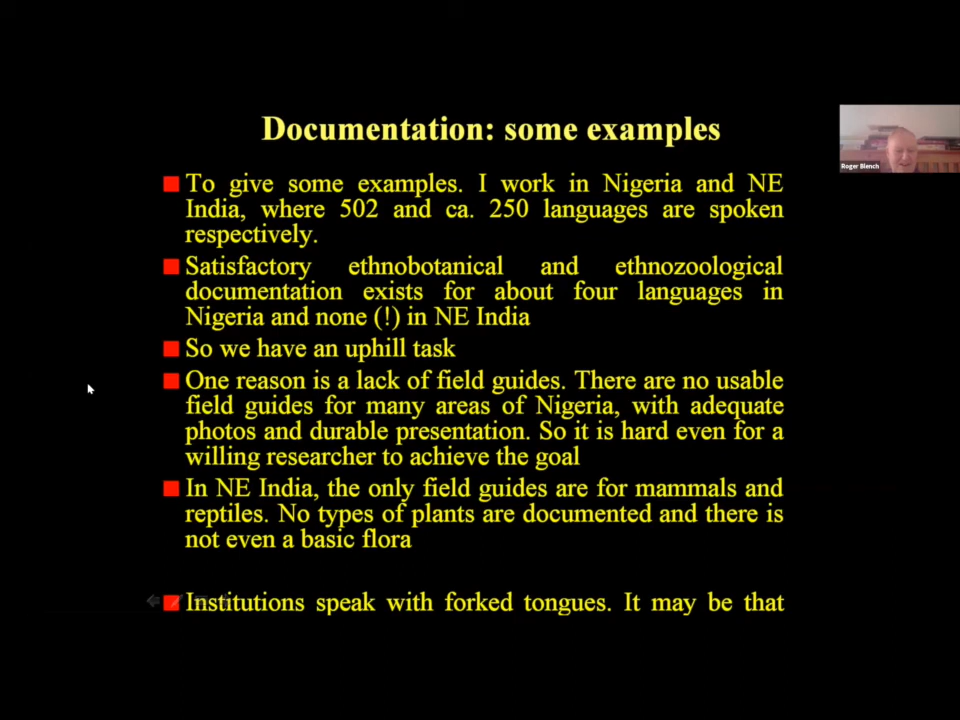 Documentation: some examples
To give some examples. I work in Nigeria and NE
India, where 502 and ca. 250 languages are spoken
respectively.
Satisfactory ethnobotanical and ethnozoological
documentation exists for about four languages in
Nigeria and none (!) in NE India
So we have an uphill task
One reason is a lack of field guides. There are no usable
field guides for many areas of Nigeria, with adequate
photos and durable presentation. So it is hard even for a
willing researcher to achieve the goal
In NE India, the only field guides are for mammals and
reptiles. No types of plants are documented and there is
not even a basic flora
Institutions speak with forked tongues. It may be that
Roger Blench